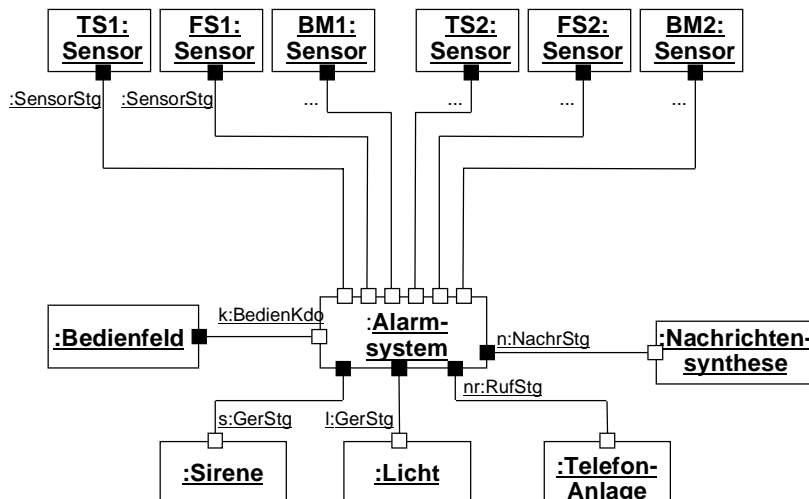 TS1: FS1: BM1: TS2: FS2: BM2:
Sensor Sensor Sensor Sensor Sensor Sensor
:SensorStg :SensorStg ... ... ... ...
k:BedienKdo
:Bedienfeld
:Alarm-
system
n:NachrStg
:Nachrichten-
synthese
nr:RufStg
s:GerStg l:GerStg
:Sirene :Licht :Telefon-
Anlage